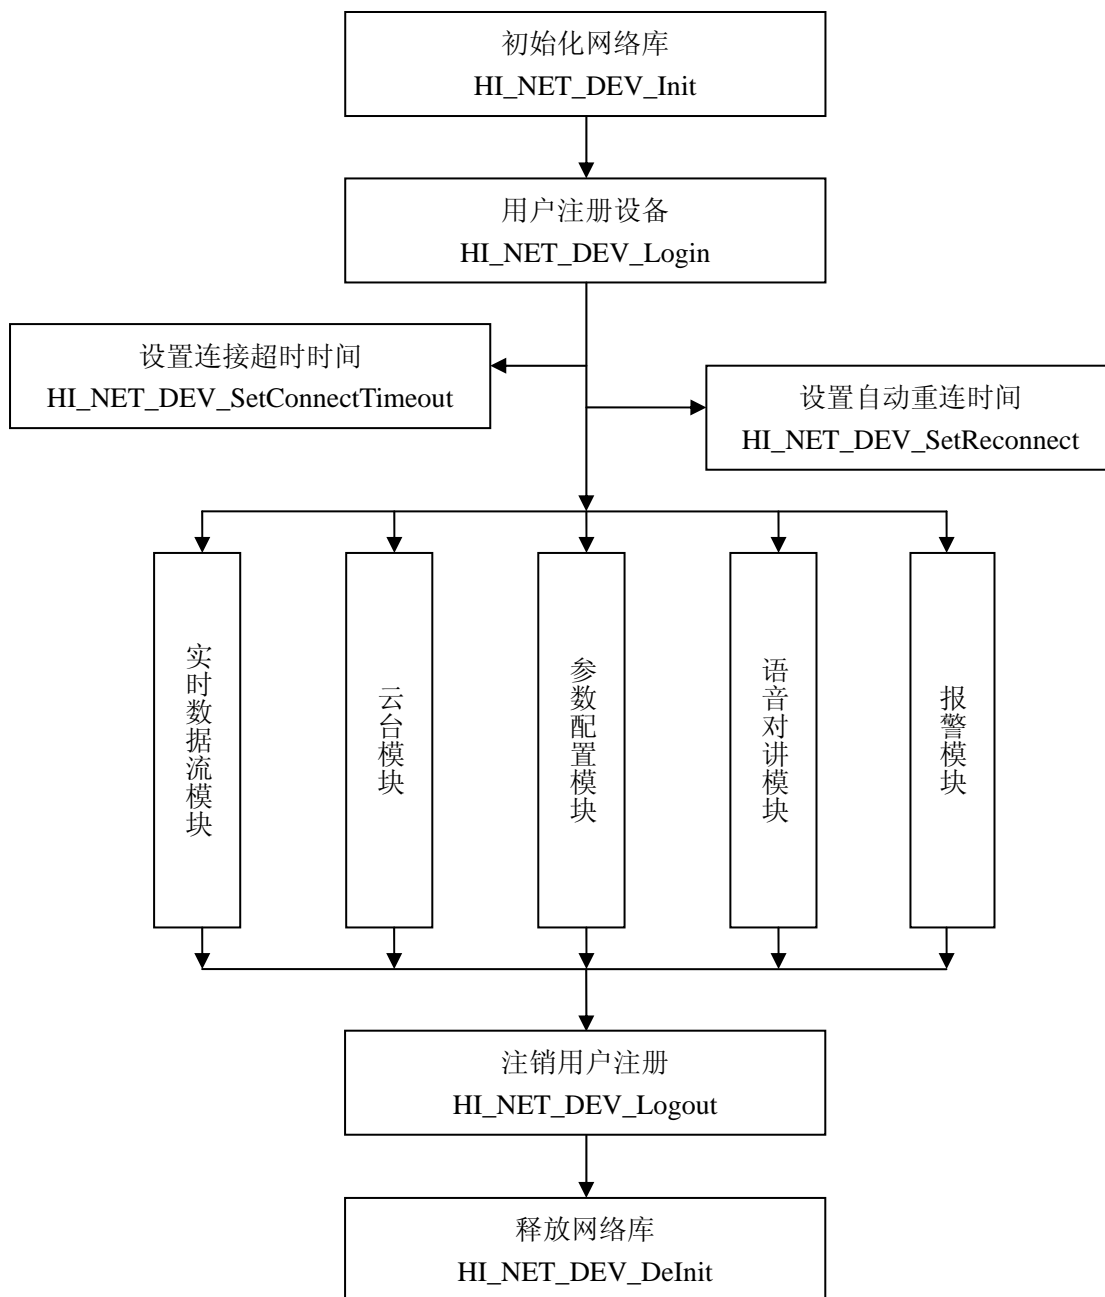 初始化网络库
HI_NET_DEV_Init
用户注册设备
HI_NET_DEV_Login
设置连接超时时间
HI_NET_DEV_SetConnectTimeout
设置自动重连时间
HI_NET_DEV_SetReconnect
实时数据流模块
云台模块
参数配置模块
语音对讲模块
报警模块
注销用户注册
HI_NET_DEV_Logout
释放网络库
HI_NET_DEV_DeInit